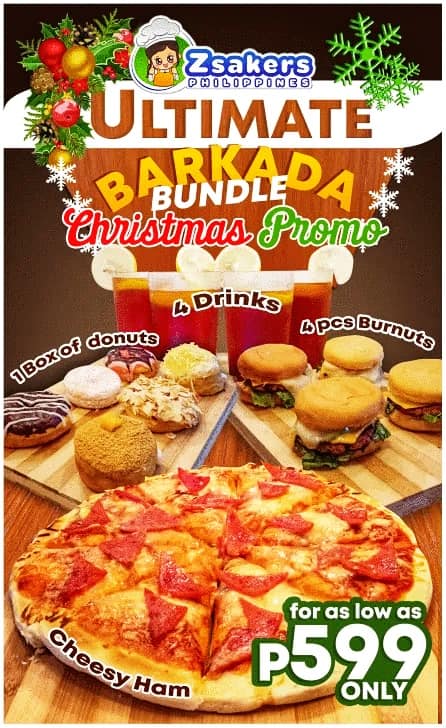 Zsakers
PHILIPPINES
ULTIMATE
BARKADA
BUNDLE
Christmas Promo
4 Drinks
1 Box of donuts
4 pcs Burnuts
Cheesy Ham
for as low as
P599
ONLY